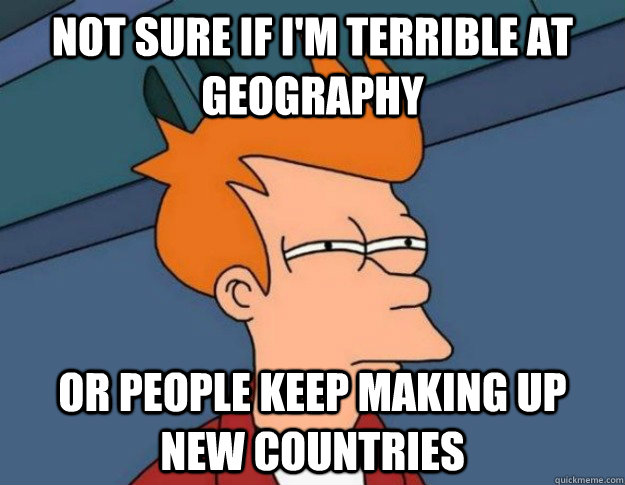 NOT SURE IF I'M TERRIBLE AT
GEOGRAPHY
OR PEOPLE KEEP MAKING UP
NEW COUNTRIES
quickmeme.com